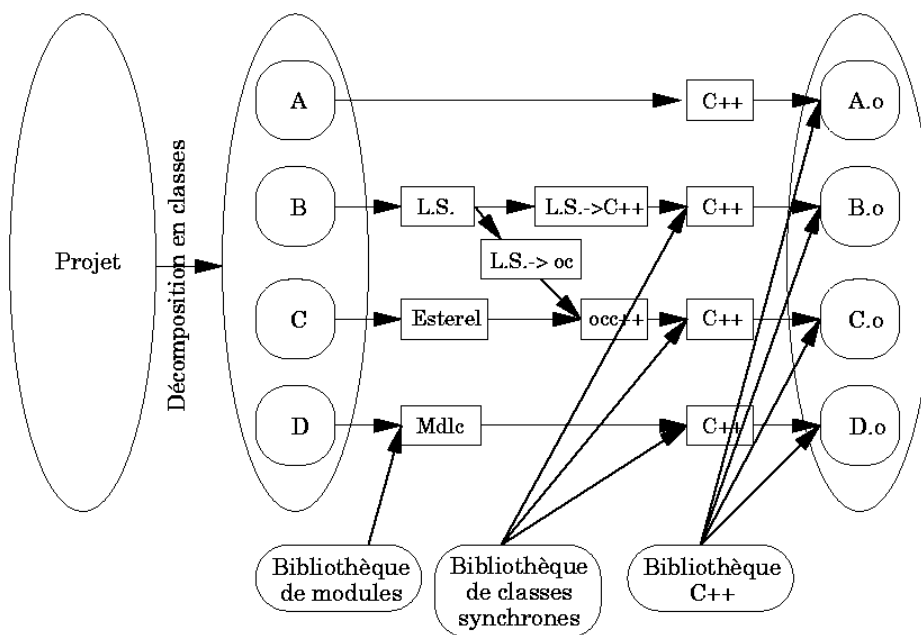 Projet
Décomposition en classes
A
C++
A.o
B
L.S.
L.S.->C++
C++
B.o
L.S.-> oc
C
Esterel
occ++
C++
C.o
D
Mdlc
C++
D.o
Bibliothèque
de modules
Bibliothèque
de classes
synchrones
Bibliothèque
C++